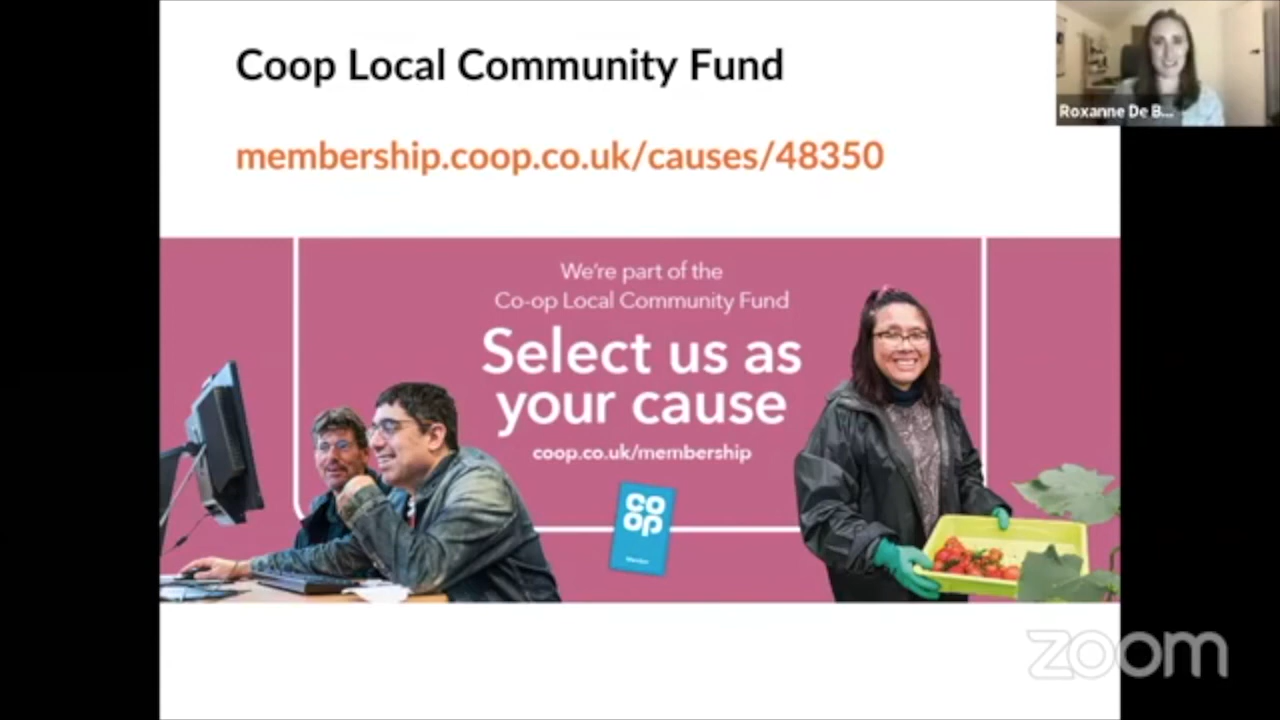 Coop Local Community Fund
Roxanne De B...
membership.coop.co.uk/causes/48350
We're part of the
Co-op Local Community Fund
Select us as
your cause
coop.co.uk/membership
CO
OP
Member
zoom